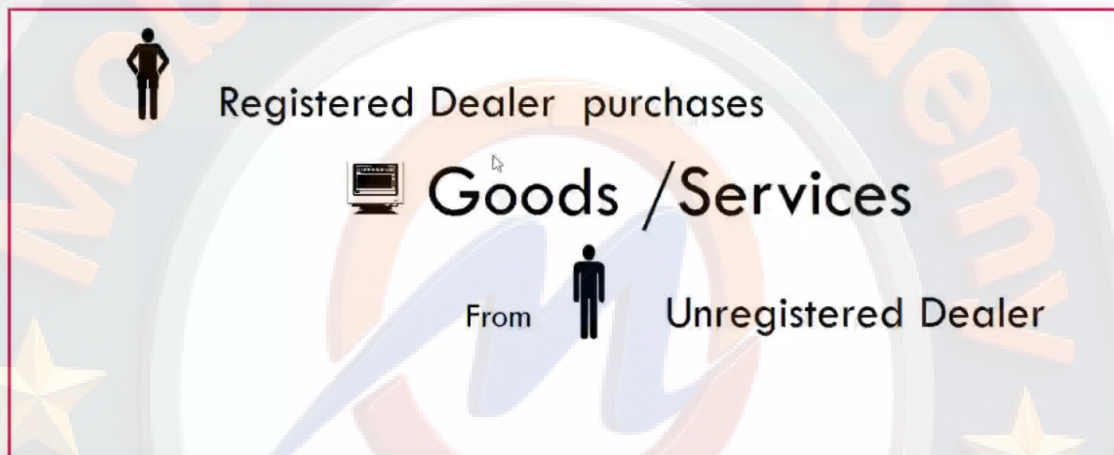 Registered Dealer purchases
Goods /Services
From Unregistered Dealer